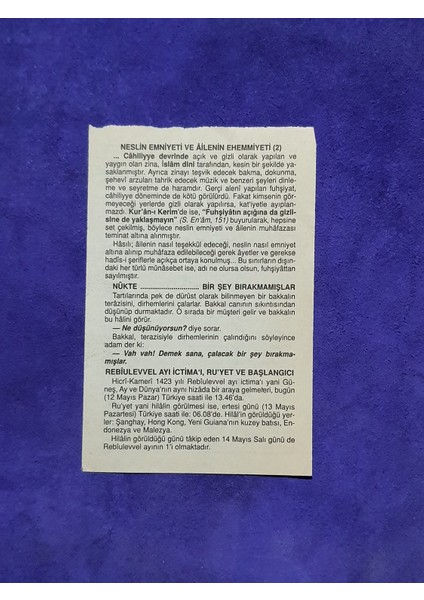 NESLİN EMNİYETİ VE ÂİLENİN EHEMMİYETİ (2)
... Câhiliyye devrinde açık ve gizli olarak yapılan ve
yaygın olan zina, İslâm dini tarafından, kesin bir şekilde ya-
saklanmıştır. Ayrıca zinayı teşvik edecek bakma, dokunma,
şehevî arzuları tahrik edecek müzik ve benzeri şeyleri dinle-
me ve seyretme de haramdır. Gerçi alenî yapılan fuhşiyat,
câhiliyye döneminde de kötü görülürdü. Fakat kimsenin gör-
meyeceği yerlerde gizli olarak yapılırsa, kat'iyetle ayıplan-
mazdı. Kur'ân-ı Kerim'de ise, "Fuhşiyâtın açığına da gizli-
sine de yaklaşmayın" (S. En'âm, 151) buyurularak, hepsine
set çekilmiş, böylece neslin emniyeti ve âilenin muhâfazası
teminat altına alınmıştır.
Hâsılı; âilenin nasıl teşekkül edeceği, neslin nasıl emniyet
altına alınıp muhâfaza edilebileceği gerek âyetler ve gerekse
hadîs-i şeriflerle açıkça ortaya konulmuş... Bu sınırların dışın-
daki her türlü münâsebet ise, adı ne olursa olsun, fuhşiyâttan
sayılmıştır.
NÜKTE .............................. BİR ŞEY BIRAKMAMIŞLAR
Tartılarında pek de dürüst olarak bilinmeyen bir bakkalın
terâzisini, dirhemlerini çalarlar. Bakkal canının sıkıntısından
düşünüp durmaktadır. O sırada bir müşteri gelir ve bakkalın
bu hâlini görür.
— Ne düşünüyorsun? diye sorar.
Bakkal, terazisiyle dirhemlerinin çalındığını söyleyince
adam der ki:
— Vah vah! Demek sana, çalacak bir şey bırakma-
mışlar.
REBÎULEVVEL AYI İCTİMA'I, RU'YET VE BAŞLANGICI
Hicrî-Kamerî 1423 yılı Rebîulevvel ayı ictima'ı yani Gü-
neş, Ay ve Dünya'nın aynı hizâda bir araya gelmeleri, bugün
(12 Mayıs Pazar) Türkiye saati ile 13.46'da.
Ru'yet yani hilâlin görülmesi ise, ertesi günü (13 Mayıs
Pazartesi) Türkiye saati ile: 06.08'de. Hilâl'in görüldüğü yer-
ler: Şanghay, Hong Kong, Yeni Guiana'nın kuzey batısı, En-
donezya ve Malezya.
Hilâlin görüldüğü günü tâkip eden 14 Mayıs Salı günü de
Rebîulevvel ayının 1'i olmaktadır.